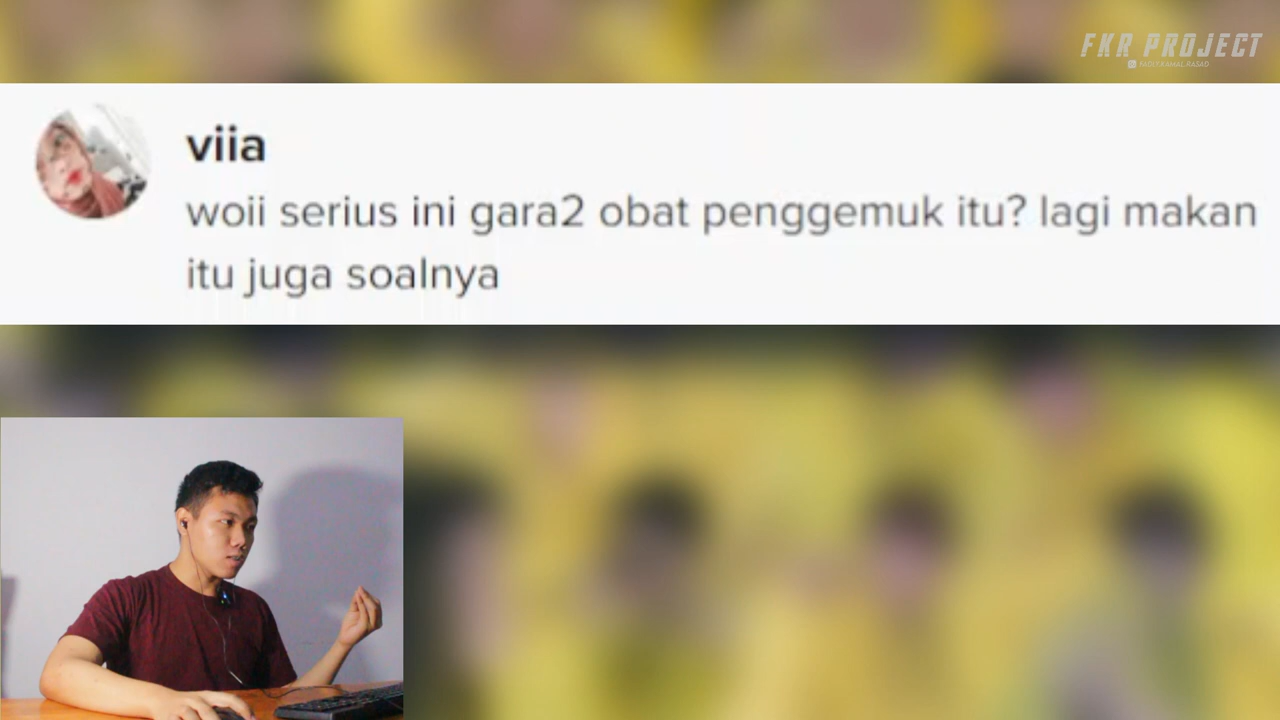 FKR PROJECT
viia
woii serius ini gara2 obat penggemuk itu? lagi makan
itu juga soalnya